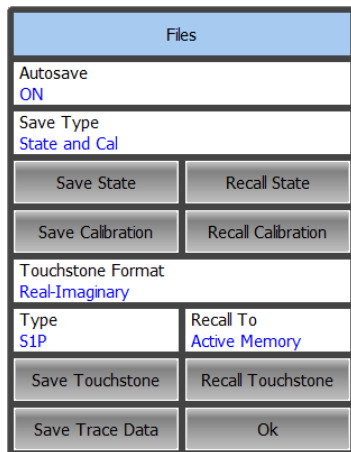 Files
Autosave
ON
Save Type
State and Cal
Save State
Recall State
Save Calibration
Recall Calibration
Touchstone Format
Real-Imaginary
Type
S1P
Recall To
Active Memory
Save Touchstone
Recall Touchstone
Save Trace Data
Ok